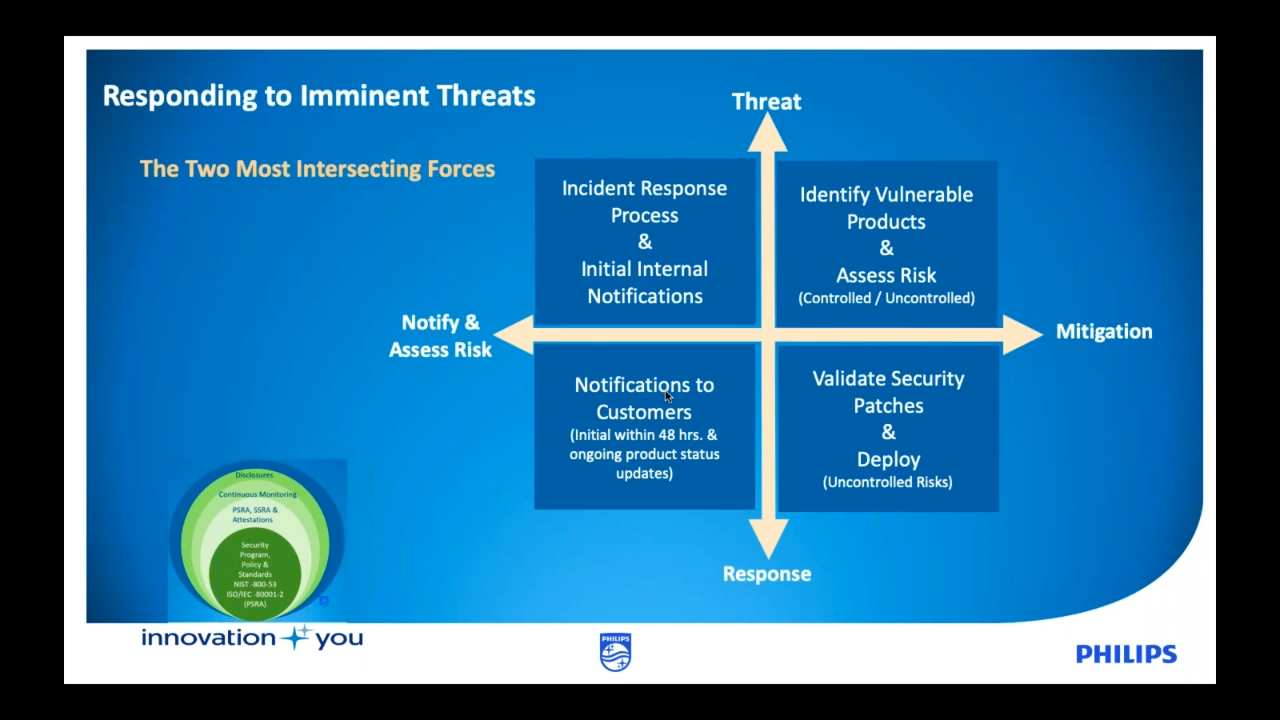 Responding to Imminent Threats
The Two Most Intersecting Forces
Threat
Incident Response
Process
&
Initial Internal
Notifications
Identify Vulnerable
Products
&
Assess Risk
(Controlled / Uncontrolled)
Notify &
Assess Risk
Mitigation
Notifications to
Customers
(Initial within 48 hrs. &
ongoing product status
updates)
Validate Security
Patches
&
Deploy
(Uncontrolled Risks)
Response
Disclosures
Continuous Monitoring
PSRA, SSRA &
Attestations
Security
Program,
Policy &
Standards
NIST -800-53
ISO/IEC -80001-2
(PSRA)
innovation you
PHILIPS
PHILIPS